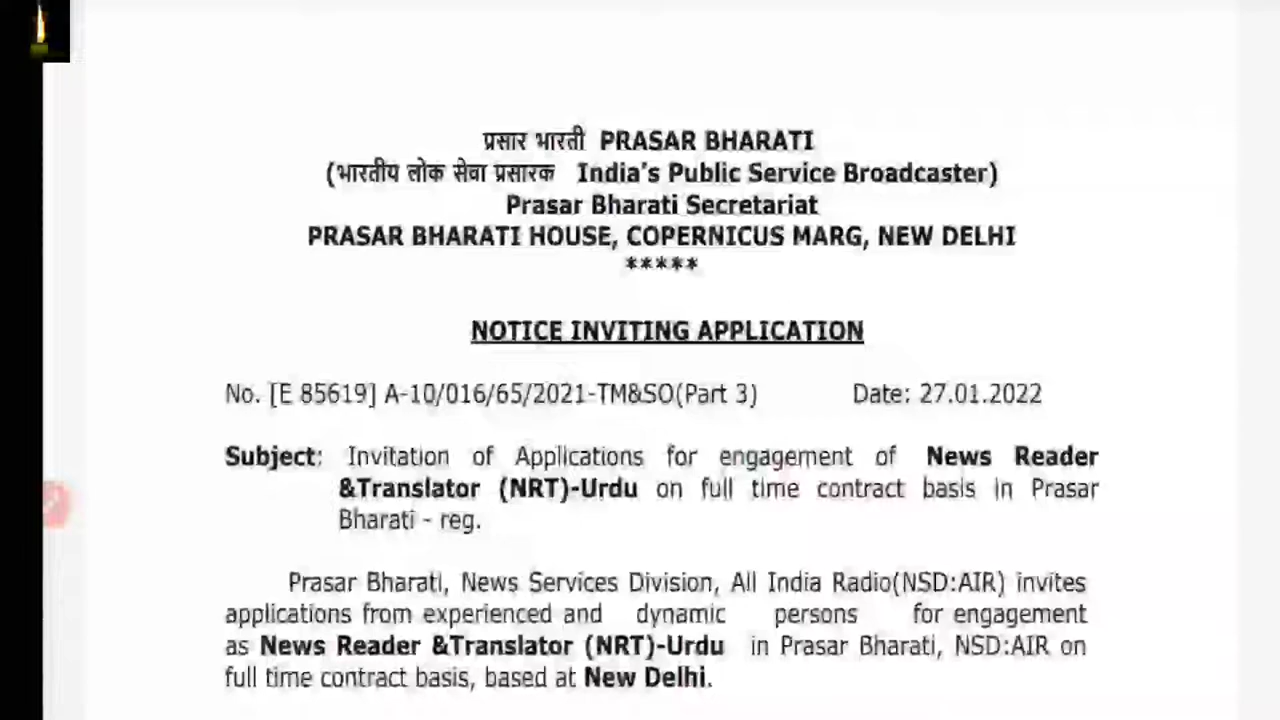 प्रसार भारती PRASAR BHARATI
(भारतीय लोक सेवा प्रसारक India's Public Service Broadcaster)
Prasar Bharati Secretariat
PRASAR BHARATI HOUSE, COPERNICUS MARG, NEW DELHI
*****
NOTICE INVITING APPLICATION
No. [E 85619] A-10/016/65/2021-TM&SO(Part 3) Date: 27.01.2022
Subject: Invitation of Applications for engagement of News Reader
&Translator (NRT)-Urdu on full time contract basis in Prasar
Bharati - reg.
Prasar Bharati, News Services Division, All India Radio(NSD:AIR) invites
applications from experienced and dynamic persons for engagement
as News Reader &Translator (NRT)-Urdu in Prasar Bharati, NSD:AIR on
full time contract basis, based at New Delhi.